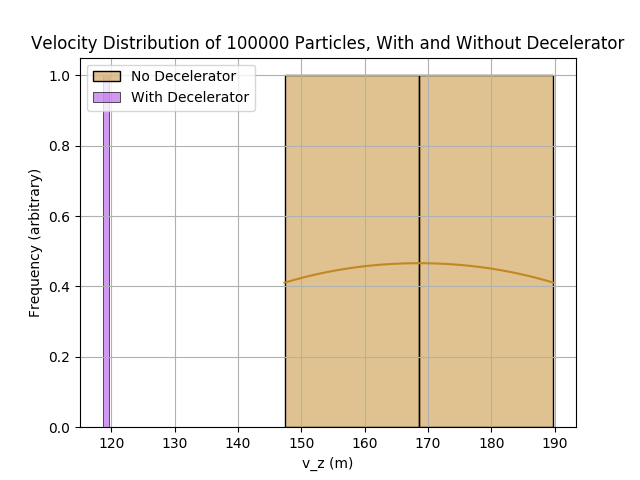 Velocity Distribution of 100000 Particles, With and Without Decelerator
No Decelerator
With Decelerator
Frequency (arbitrary)
1.0
0.8
0.6
0.4
0.2
0.0
120 130 140 150 160 170 180 190
v_z (m)